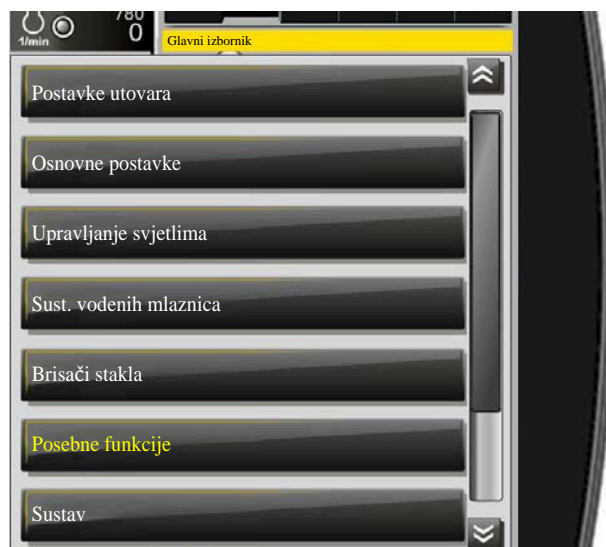 780
1/min 0
Glavni izbornik
Postavke utovara
Osnovne postavke
Upravljanje svjetlima
Sust. vodenih mlaznica
Brisači stakla
Posebne funkcije
Sustav